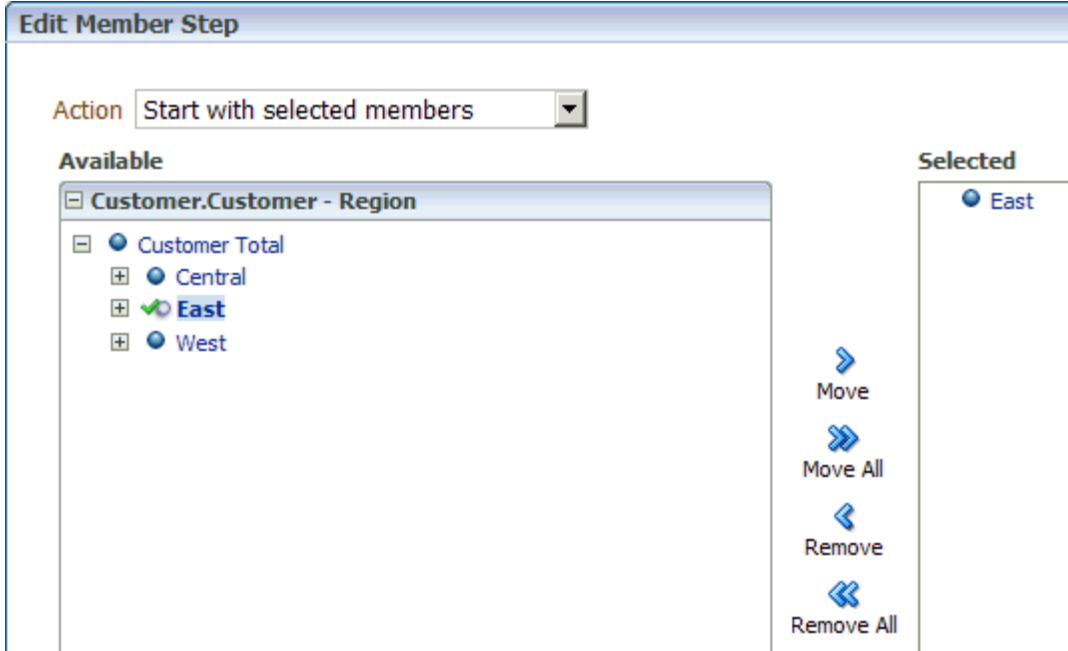 Edit Member Step
Action Start with selected members
Available
Selected
Customer.Customer - Region
East
Customer Total
Central
East
West
Move
Move All
Remove
Remove All